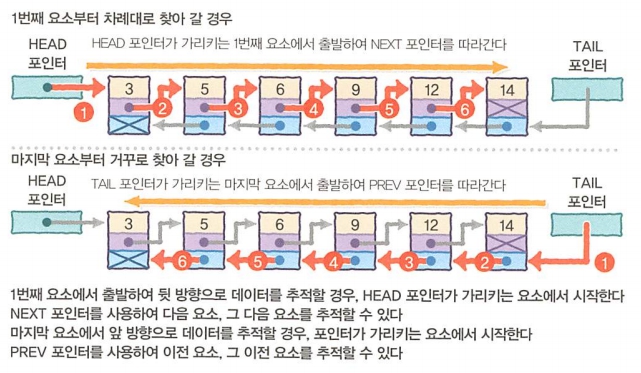 1번째 요소부터 차례대로 찾아 갈 경우
HEAD
포인터
HEAD 포인터가 가리키는 1번째 요소에서 출발하여 NEXT 포인터를 따라간다
TAIL
포인터
3 5 6 9 12 14
1 2 3 4 5 6
마지막 요소부터 거꾸로 찾아 갈 경우
HEAD
포인터
TAIL 포인터가 가리키는 마지막 요소에서 출발하여 PREV 포인터를 따라간다
TAIL
포인터
3 5 6 9 12 14
6 5 4 3 2 1
1번째 요소에서 출발하여 뒷 방향으로 데이터를 추적할 경우, HEAD 포인터가 가리키는 요소에서 시작한다
NEXT 포인터를 사용하여 다음 요소, 그 다음 요소를 추적할 수 있다
마지막 요소에서 앞 방향으로 데이터를 추적할 경우, 포인터가 가리키는 요소에서 시작한다
PREV 포인터를 사용하여 이전 요소, 그 이전 요소를 추적할 수 있다